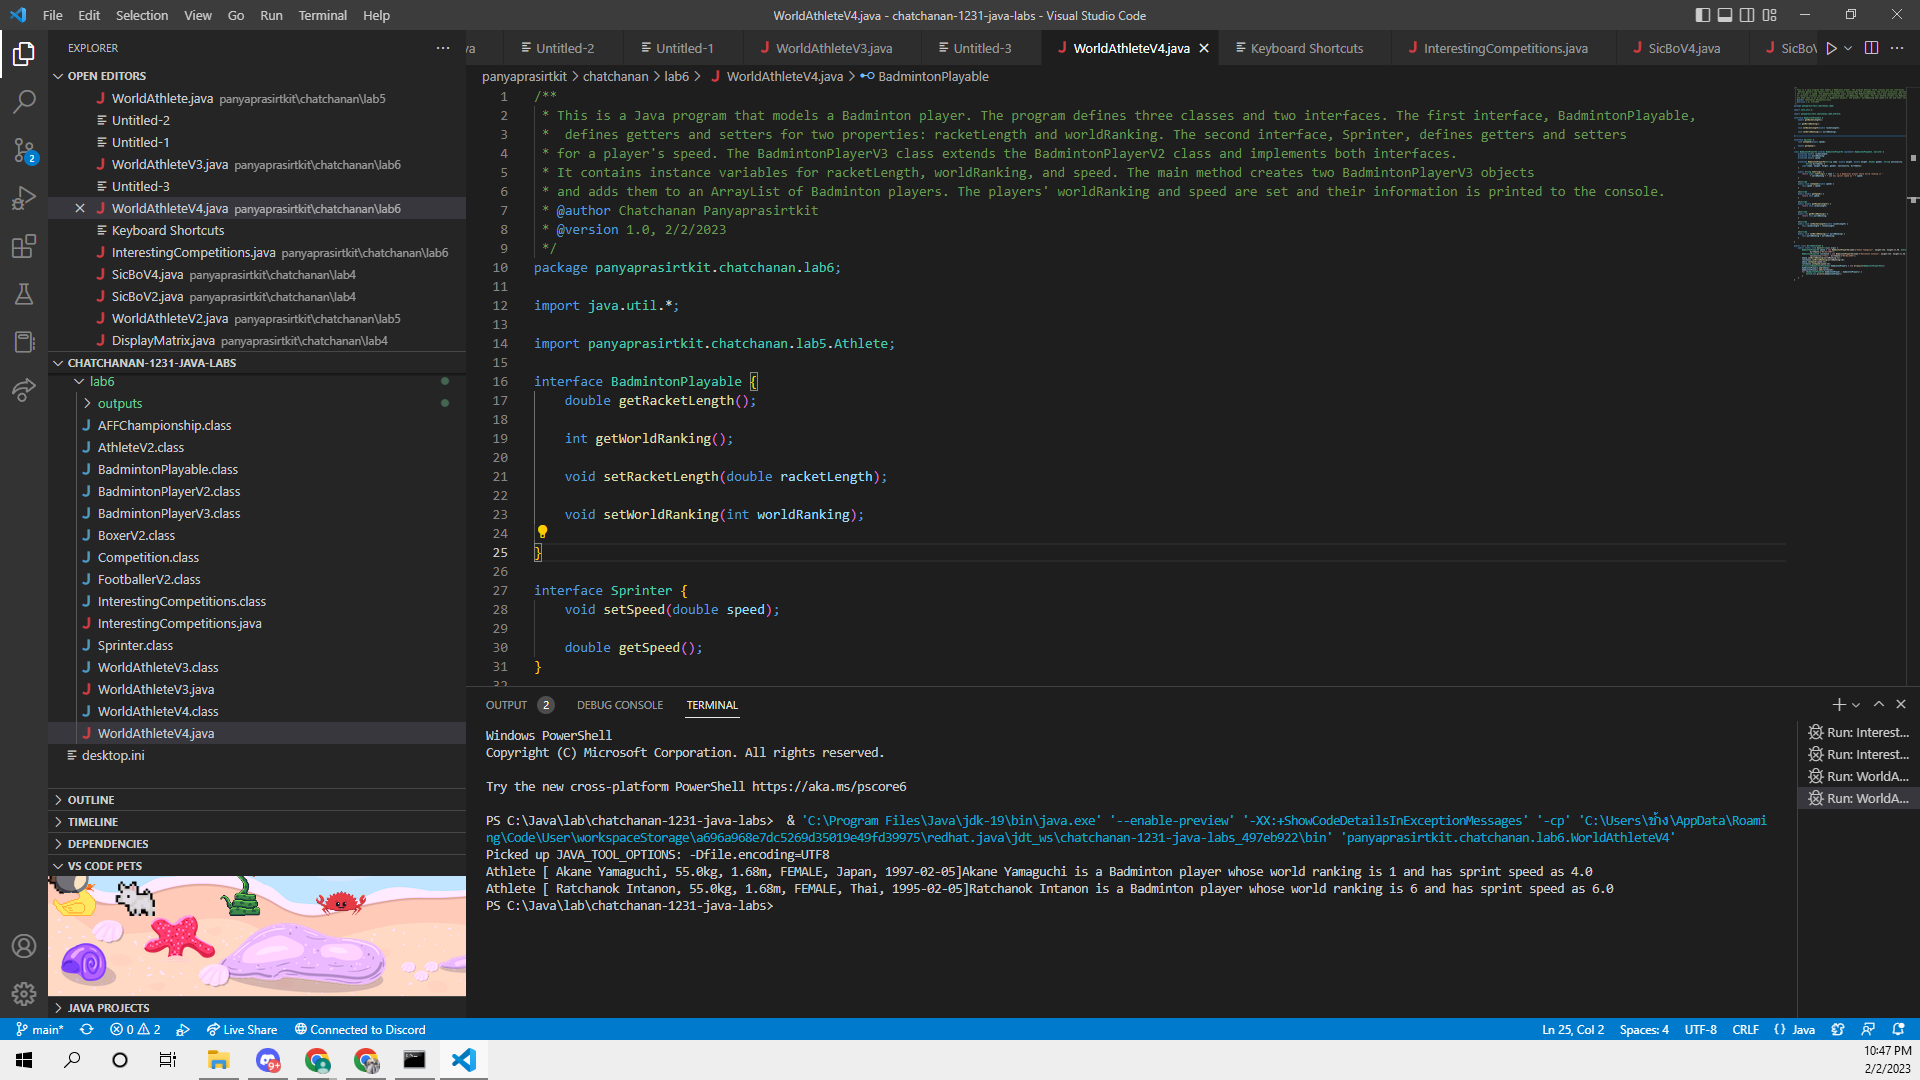 File Edit Selection View Go Run Terminal Help
WorldAthleteV4.java - chatchanan-1231-java-labs - Visual Studio Code
EXPLORER
OPEN EDITORS
WorldAthlete.java panyaprasirtkit\chatchanan\lab5
Untitled-2
Untitled-1
WorldAthleteV3.java panyaprasirtkit\chatchanan\lab6
Untitled-3
WorldAthleteV4.java panyaprasirtkit\chatchanan\lab6
Keyboard Shortcuts
InterestingCompetitions.java panyaprasirtkit\chatchanan\lab6
SicBoV4.java panyaprasirtkit\chatchanan\lab4
SicBoV2.java panyaprasirtkit\chatchanan\lab4
WorldAthleteV2.java panyaprasirtkit\chatchanan\lab5
DisplayMatrix.java panyaprasirtkit\chatchanan\lab4
CHATCHANAN-1231-JAVA-LABS
lab6
outputs
AFFChampionship.class
AthleteV2.class
BadmintonPlayable.class
BadmintonPlayerV2.class
BadmintonPlayerV3.class
BoxerV2.class
Competition.class
FootballerV2.class
InterestingCompetitions.class
InterestingCompetitions.java
Sprinter.class
WorldAthleteV3.class
WorldAthleteV3.java
WorldAthleteV4.class
WorldAthleteV4.java
desktop.ini
OUTLINE
TIMELINE
DEPENDENCIES
VS CODE PETS
JAVA PROJECTS
va Untitled-2 Untitled-1 WorldAthleteV3.java Untitled-3 WorldAthleteV4.java Keyboard Shortcuts InterestingCompetitions.java SicBoV4.java SicBoV
panyaprasirtkit > chatchanan > lab6 > WorldAthleteV4.java > BadmintonPlayable
1 /**
2 * This is a Java program that models a Badminton player. The program defines three classes and two interfaces. The first interface, BadmintonPlayable,
3 *  defines getters and setters for two properties: racketLength and worldRanking. The second interface, Sprinter, defines getters and setters
4 * for a player's speed. The BadmintonPlayerV3 class extends the BadmintonPlayerV2 class and implements both interfaces.
5 * It contains instance variables for racketLength, worldRanking, and speed. The main method creates two BadmintonPlayerV3 objects
6 * and adds them to an ArrayList of Badminton players. The players' worldRanking and speed are set and their information is printed to the console.
7 * @author Chatchanan Panyaprasirtkit
8 * @version 1.0, 2/2/2023
9 */
10 package panyaprasirtkit.chatchanan.lab6;
11
12 import java.util.*;
13
14 import panyaprasirtkit.chatchanan.lab5.Athlete;
15
16 interface BadmintonPlayable {
17 double getRacketLength();
18
19 int getWorldRanking();
20
21 void setRacketLength(double racketLength);
22
23 void setWorldRanking(int worldRanking);
24
25 }
26
27 interface Sprinter {
28 void setSpeed(double speed);
29
30 double getSpeed();
31 }
32
OUTPUT 2 DEBUG CONSOLE TERMINAL
Windows PowerShell
Copyright (C) Microsoft Corporation. All rights reserved.
Try the new cross-platform PowerShell https://aka.ms/pscore6
PS C:\Java\lab\chatchanan-1231-java-labs>  & 'C:\Program Files\Java\jdk-19\bin\java.exe' '--enable-preview' '-XX:+ShowCodeDetailsInExceptionMessages' '-cp' 'C:\Users\ช้าง\AppData\Roami
ng\Code\User\workspaceStorage\a696a968e7dc5269d35019e49fd39975\redhat.java\jdt_ws\chatchanan-1231-java-labs_497eb922\bin' 'panyaprasirtkit.chatchanan.lab6.WorldAthleteV4'
Picked up JAVA_TOOL_OPTIONS: -Dfile.encoding=UTF8
Athlete [ Akane Yamaguchi, 55.0kg, 1.68m, FEMALE, Japan, 1997-02-05]Akane Yamaguchi is a Badminton player whose world ranking is 1 and has sprint speed as 4.0
Athlete [ Ratchanok Intanon, 55.0kg, 1.68m, FEMALE, Thai, 1995-02-05]Ratchanok Intanon is a Badminton player whose world ranking is 6 and has sprint speed as 6.0
PS C:\Java\lab\chatchanan-1231-java-labs>
Run: Interest...
Run: Interest...
Run: WorldA...
Run: WorldA...
2
main* 0 2 Live Share Connected to Discord
Ln 25, Col 2 Spaces: 4 UTF-8 CRLF {} Java
9+
10:47 PM
2/2/2023